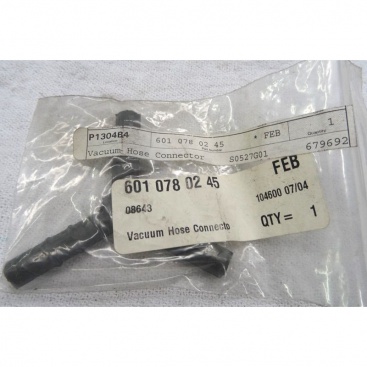 P130484 601 078 02 45 * FEB 1
Quantity
Vacuum Hose Connector S0527G01 679692
FEB
601 078 02 45
08643 104600 07/04
Vacuum Hose Connecto QTY = 1